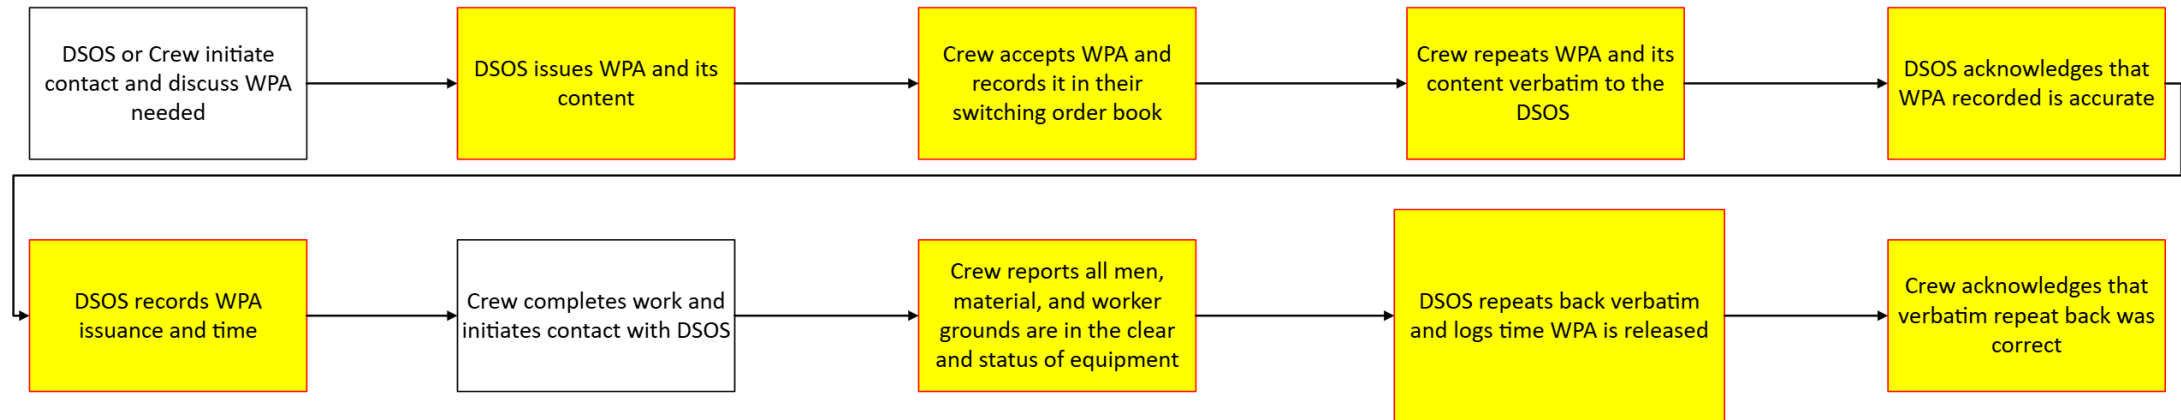 DSOS or Crew initiate
contact and discuss WPA
needed
DSOS issues WPA and its
content
Crew accepts WPA and
records it in their
switching order book
Crew repeats WPA and its
content verbatim to the
DSOS
DSOS acknowledges that
WPA recorded is accurate
DSOS records WPA
issuance and time
Crew completes work and
initiates contact with DSOS
Crew reports all men,
material, and worker
grounds are in the clear
and status of equipment
DSOS repeats back verbatim
and logs time WPA is released
Crew acknowledges that
verbatim repeat back was
correct